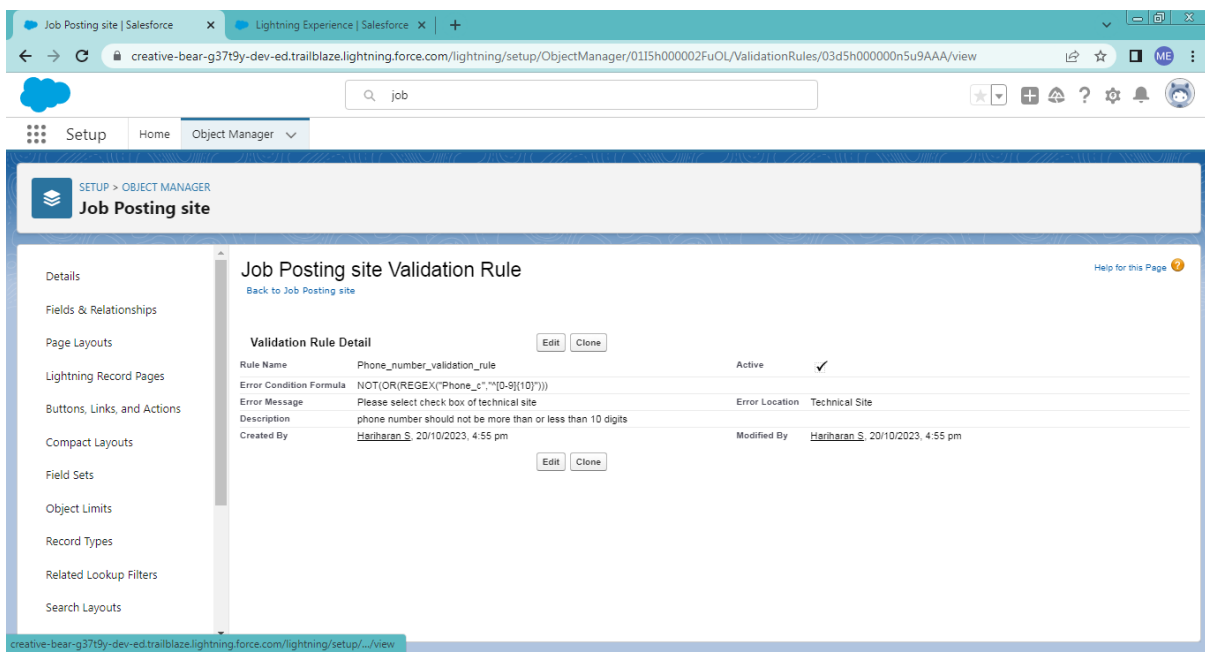 Job Posting site | Salesforce
Lightning Experience | Salesforce
creative-bear-g37t9y-dev-ed.trailblaze.lightning.force.com/lightning/setup/ObjectManager/01I5h000002FuOL/ValidationRules/03d5h000000n5u9AAA/view
ME
job
Setup Home Object Manager
SETUP > OBJECT MANAGER
Job Posting site
Details
Fields & Relationships
Page Layouts
Lightning Record Pages
Buttons, Links, and Actions
Compact Layouts
Field Sets
Object Limits
Record Types
Related Lookup Filters
Search Layouts
Job Posting site Validation Rule
Help for this Page
Back to Job Posting site
Validation Rule Detail Edit Clone
Rule Name Phone_number_validation_rule Active
Error Condition Formula NOT(OR(REGEX("Phone_c","^[0-9]{10}")))
Error Message Please select check box of technical site Error Location Technical Site
Description phone number should not be more than or less than 10 digits
Created By Hariharan S, 20/10/2023, 4:55 pm Modified By Hariharan S, 20/10/2023, 4:55 pm
Edit Clone
creative-bear-g37t9y-dev-ed.trailblaze.lightning.force.com/lightning/setup/.../view